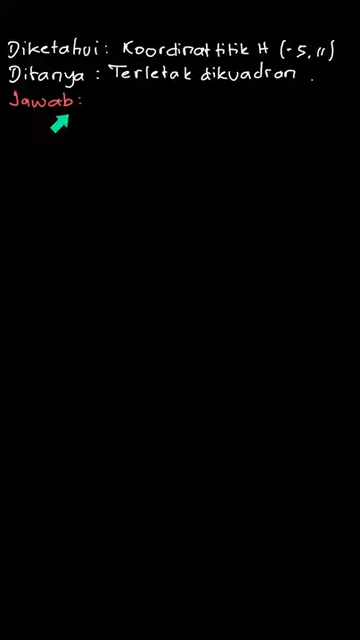 Diketahui : Koordinat titik H (-5, 11)
Ditanya : Terletak dikuadran .
Jawab :